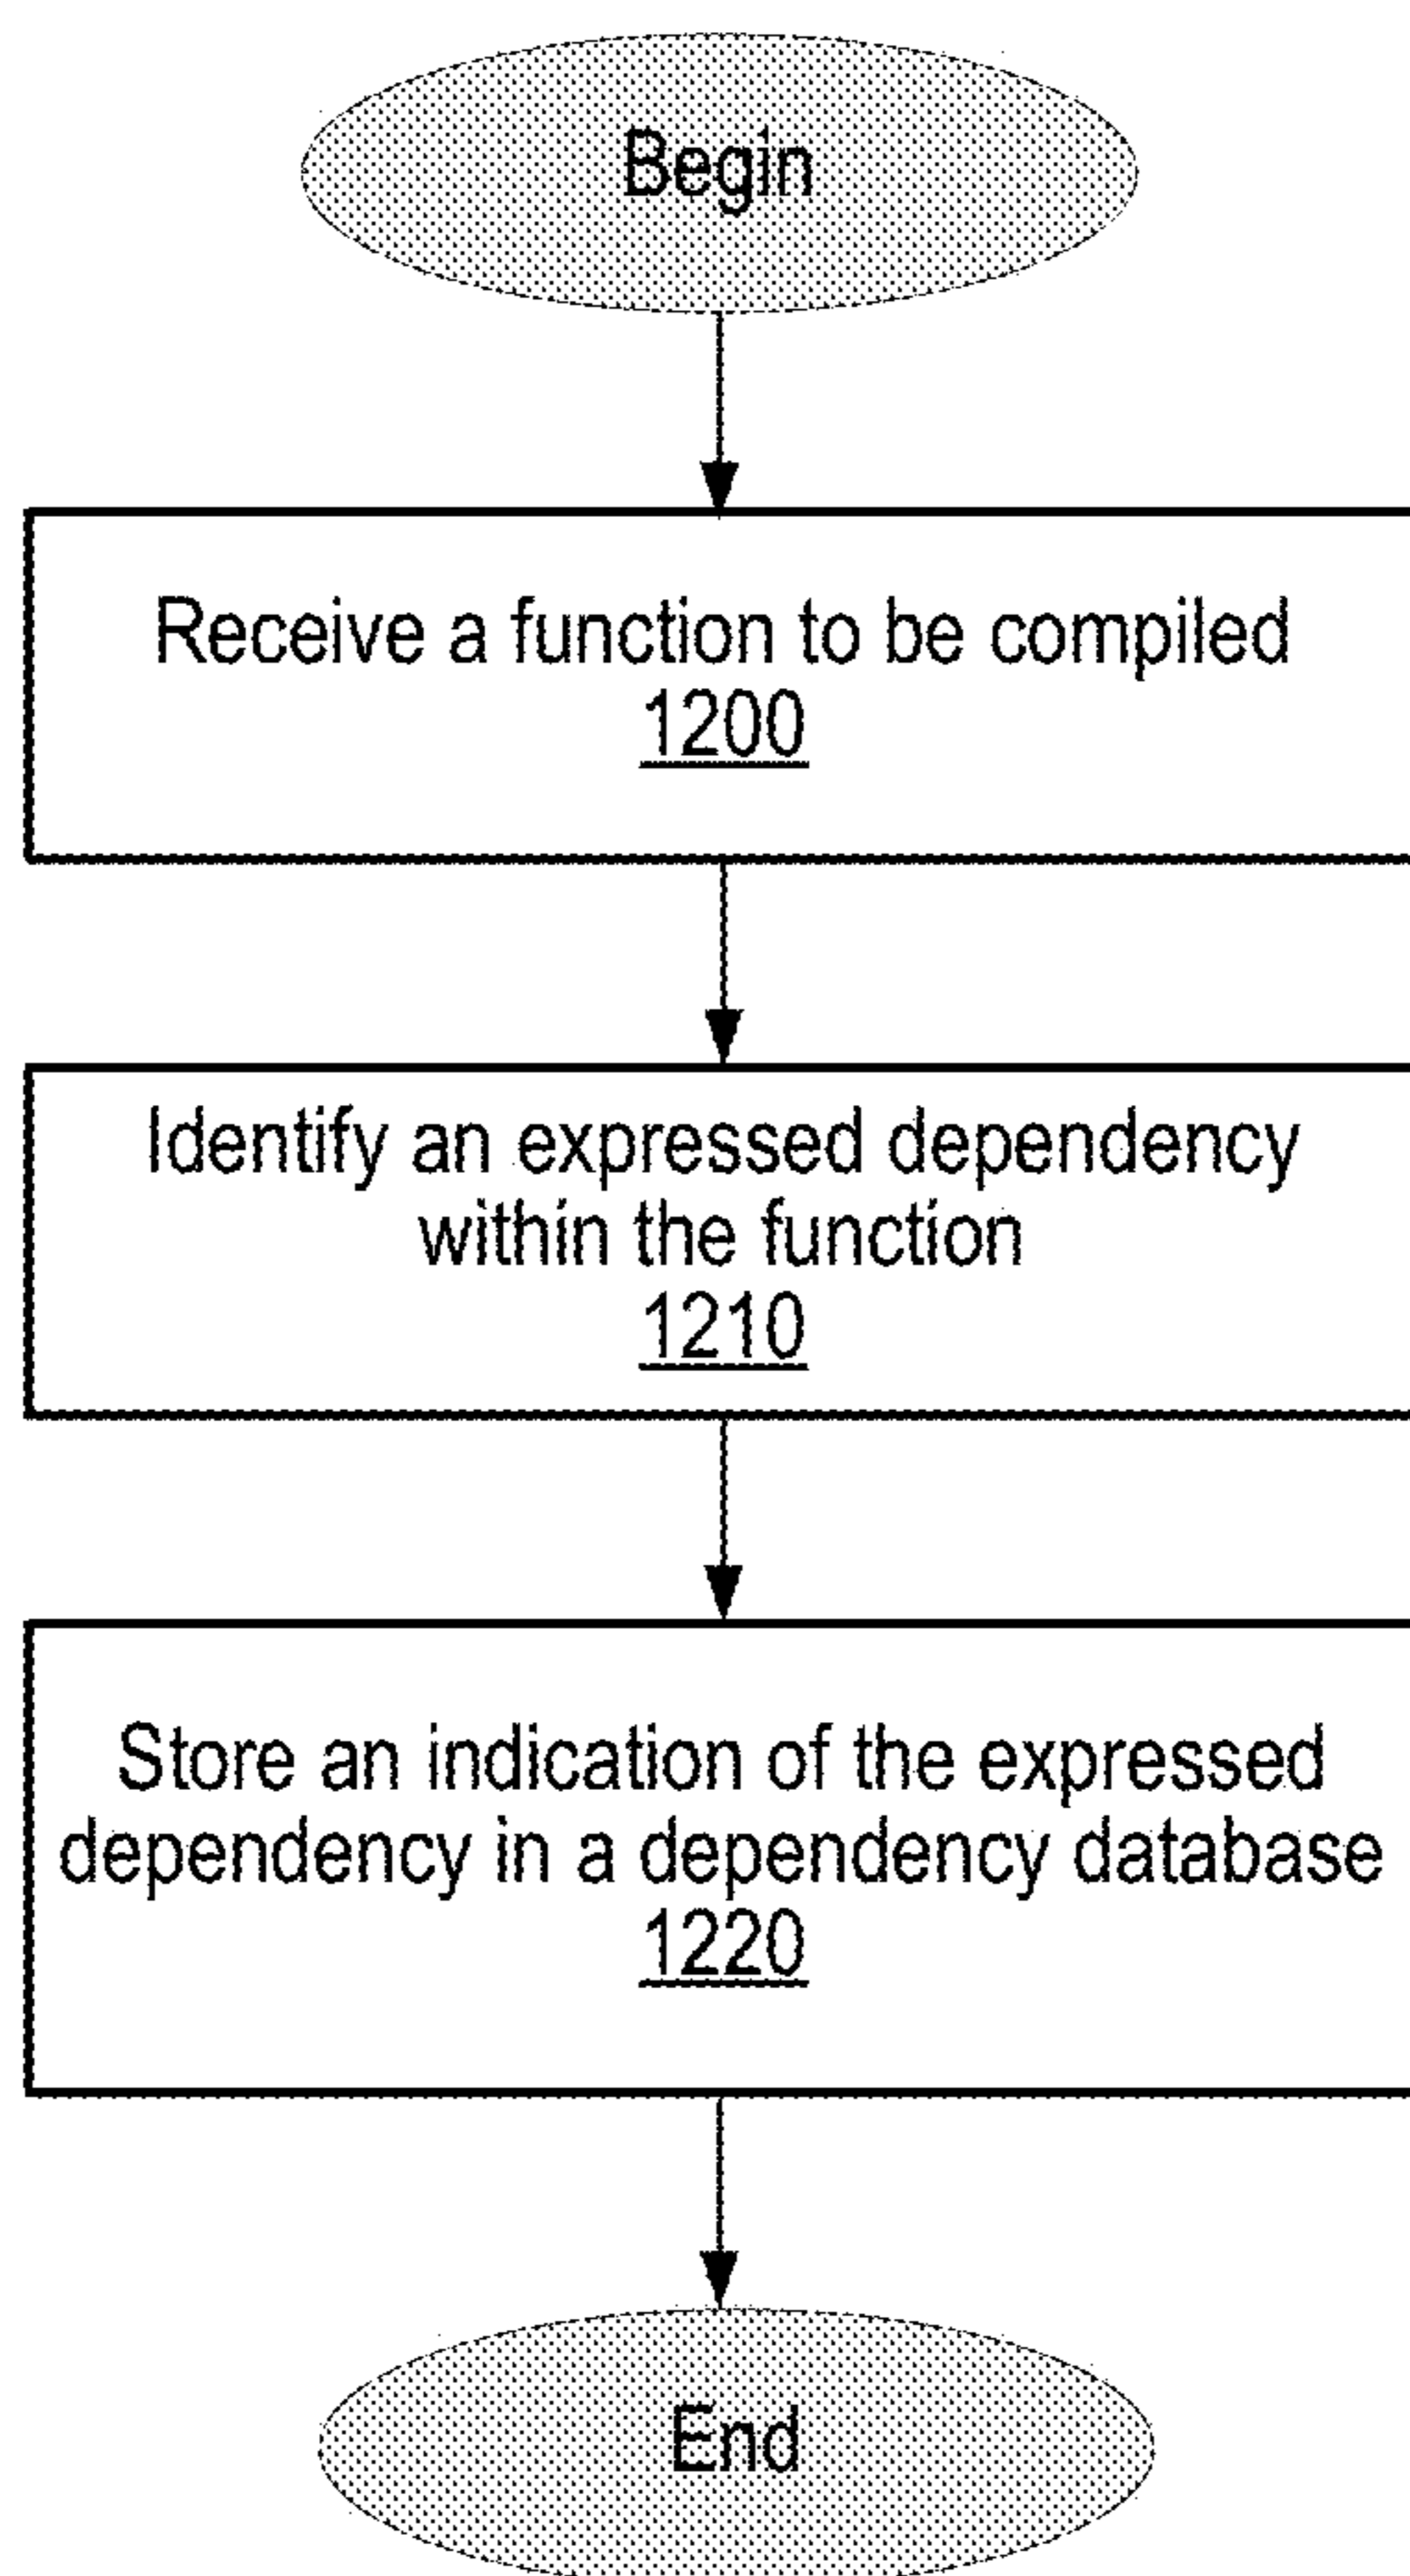 Begin
Receive a function to be compiled
1200
Identify an expressed dependency
within the function
1210
Store an indication of the expressed
dependency in a dependency database
1220
End